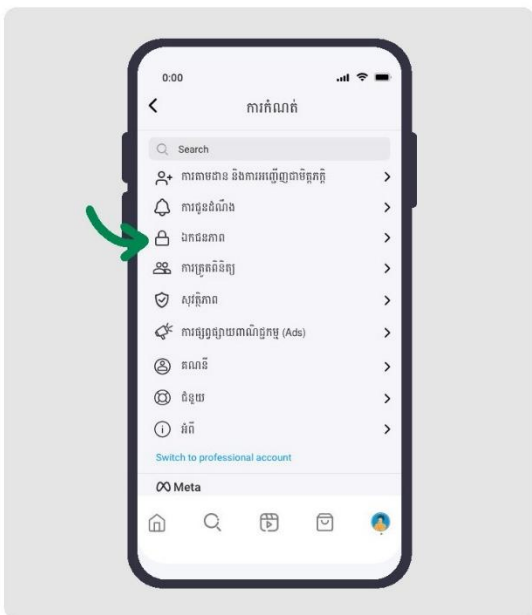 0:00
ការកំណត់
Search
ការតាមដាន និងការអញ្ជើញជាមិត្តភក្តិ
ការជូនដំណឹង
ឯកជនភាព
ការត្រួតពិនិត្យ
សុវត្ថិភាព
ការផ្សព្វផ្សាយពាណិជ្ជកម្ម (Ads)
គណនី
ជំនួយ
អំពី
Switch to professional account
Meta